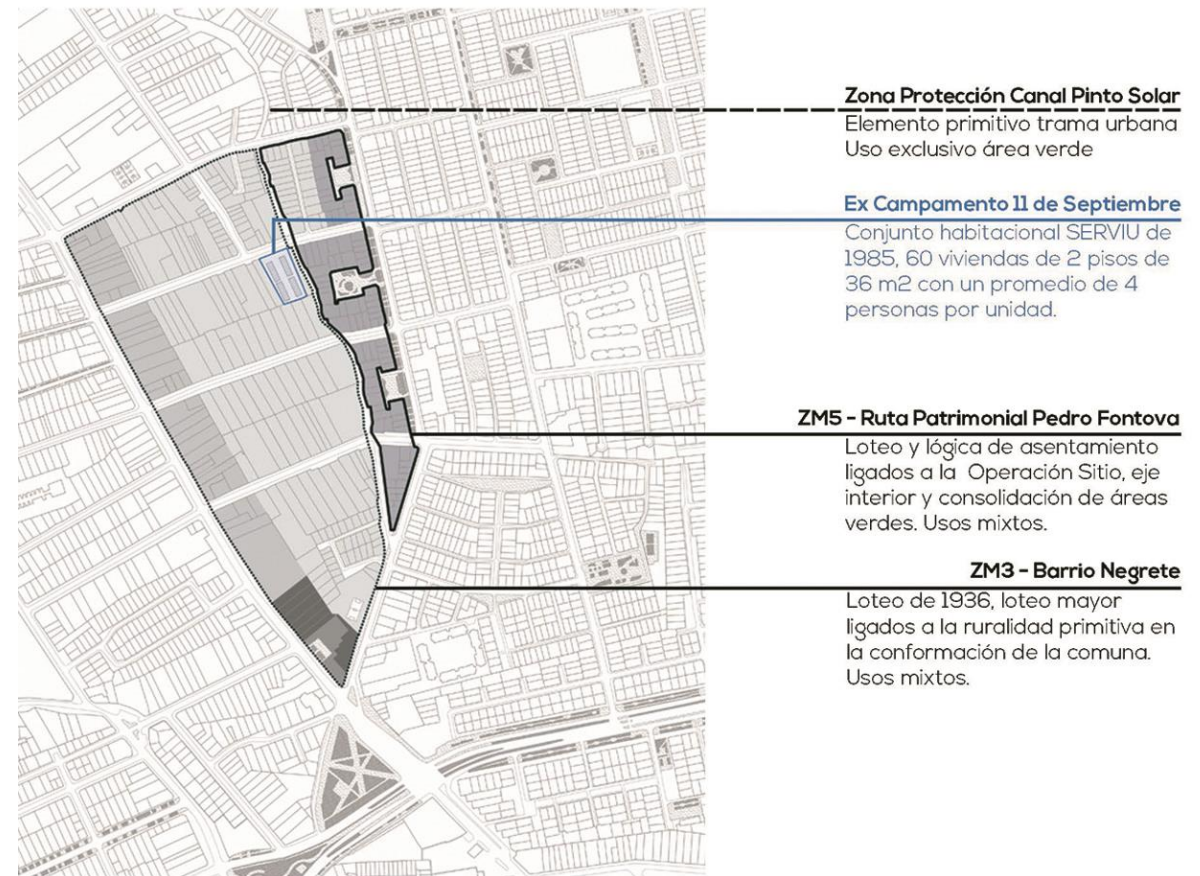 Zona Protección Canal Pinto Solar
Elemento primitivo trama urbana
Uso exclusivo área verde
Ex Campamento 11 de Septiembre
Conjunto habitacional SERVIU de
1985, 60 viviendas de 2 pisos de
36 m2 con un promedio de 4
personas por unidad.
ZM5 - Ruta Patrimonial Pedro Fontova
Loteo y lógica de asentamiento
ligados a la Operación Sitio, eje
interior y consolidación de áreas
verdes. Usos mixtos.
ZM3 - Barrio Negrete
Loteo de 1936, loteo mayor
ligados a la ruralidad primitiva en
la conformación de la comuna.
Usos mixtos.